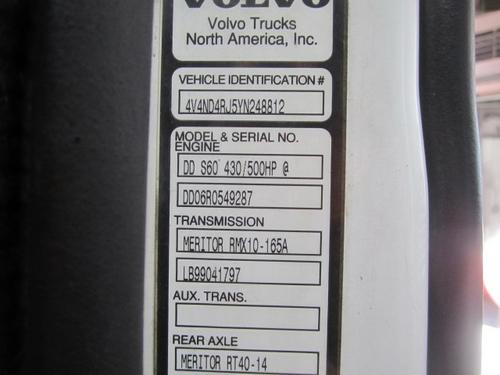 VOLVO
Volvo Trucks
North America, Inc.
VEHICLE IDENTIFICATION#
4V4ND4RJ5YN248812
MODEL & SERIAL NO.
ENGINE
DD S60 430/500HP @
DD06R0549287
TRANSMISSION
MERITOR RMX10-165A
LB99041797
AUX. TRANS.
REAR AXLE
MERITOR RT40-14